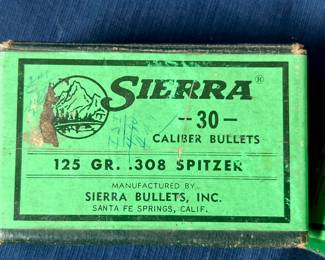 SIERRA®
--30--
CALIBER BULLETS
125 GR. .308 SPITZER
MANUFACTURED BY
SIERRA BULLETS, INC.
SANTA FE SPRINGS, CALIF.